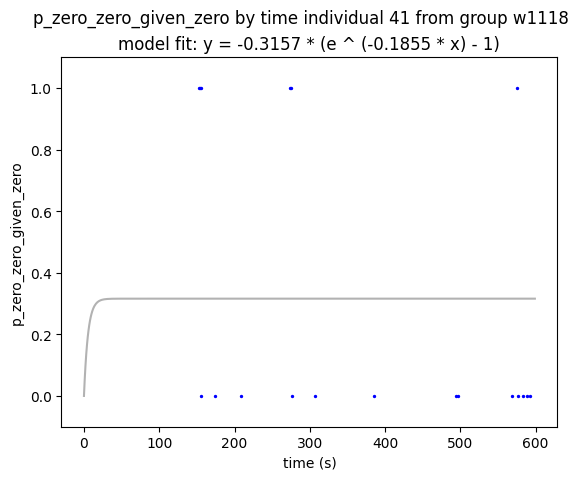 p_zero_zero_given_zero by time individual 41 from group w1118
model fit: y = -0.3157 * (e ^ (-0.1855 * x) - 1)
1.0
0.8
0.6
0.4
0.2
0.0
p_zero_zero_given_zero
0 100 200 300 400 500 600
time (s)